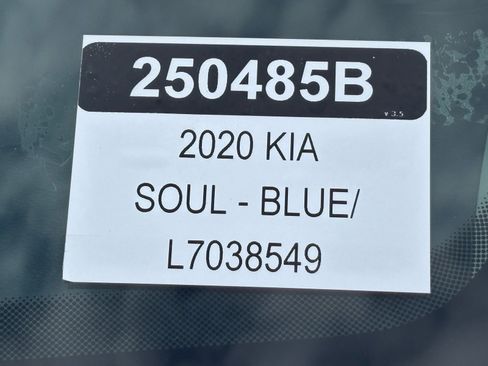 250485B
v 3.5
2020 KIA
SOUL - BLUE/
L7038549